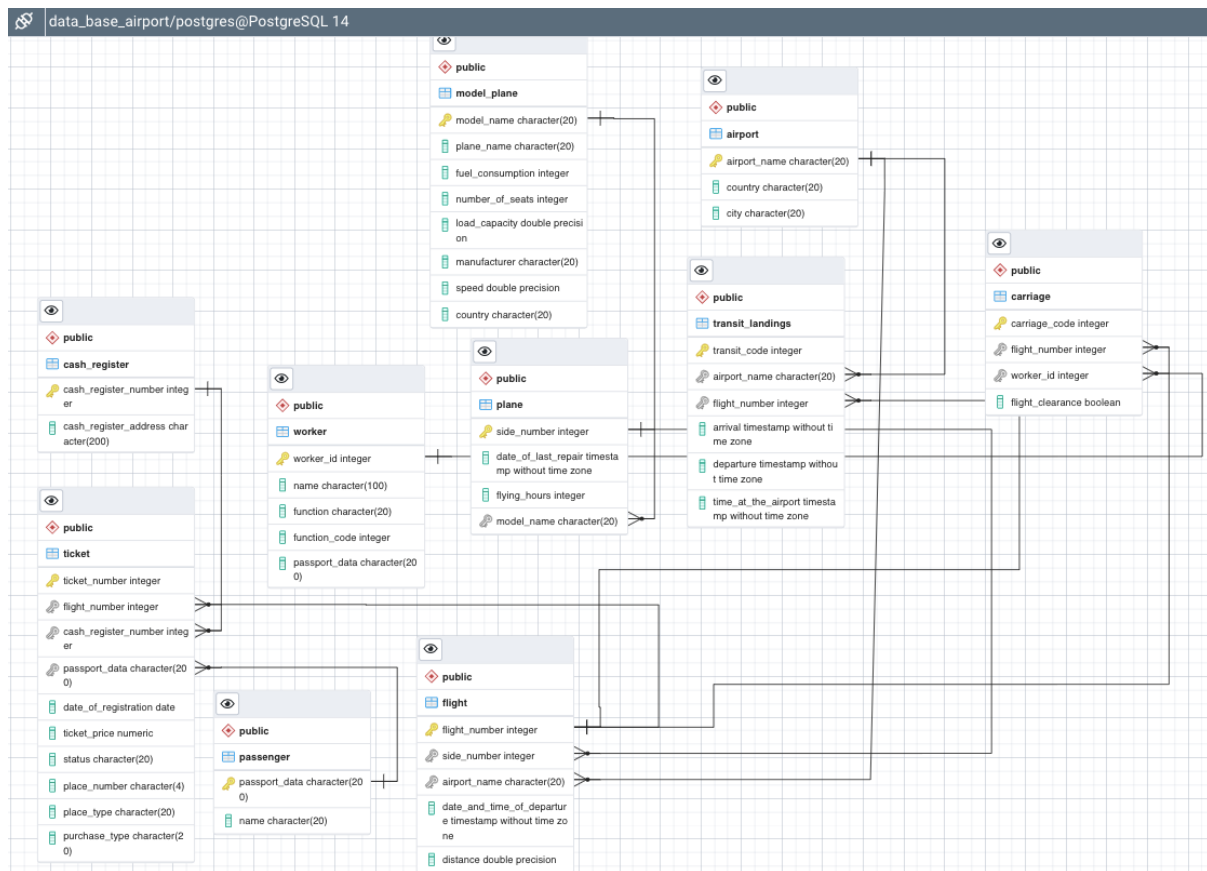 data_base_airport/postgres@PostgreSQL 14
public
model_plane
model_name character(20)
plane_name character(20)
fuel_consumption integer
number_of_seats integer
load_capacity double precisi
on
manufacturer character(20)
speed double precision
country character(20)
public
airport
airport_name character(20)
country character(20)
city character(20)
public
carriage
carriage_code integer
flight_number integer
worker_id integer
flight_clearance boolean
public
transit_landings
transit_code integer
airport_name character(20)
flight_number integer
arrival timestamp without ti
me zone
departure timestamp withou
t time zone
time_at_the_airport timesta
mp without time zone
public
cash_register
cash_register_number integ
er
cash_register_address char
acter(200)
public
worker
worker_id integer
name character(100)
function character(20)
function_code integer
passport_data character(20
0)
public
plane
side_number integer
date_of_last_repair timesta
mp without time zone
flying_hours integer
model_name character(20)
public
ticket
ticket_number integer
flight_number integer
cash_register_number integ
er
passport_data character(20
0)
date_of_registration date
ticket_price numeric
status character(20)
place_number character(4)
place_type character(20)
purchase_type character(2
0)
public
passenger
passport_data character(20
0)
name character(20)
public
flight
flight_number integer
side_number integer
airport_name character(20)
date_and_time_of_departur
e timestamp without time zo
ne
distance double precision